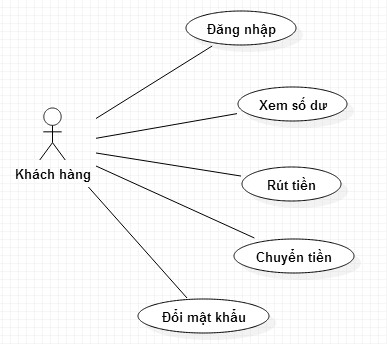 Đăng nhập
Xem số dư
Khách hàng
Rút tiền
Chuyển tiền
Đổi mật khẩu